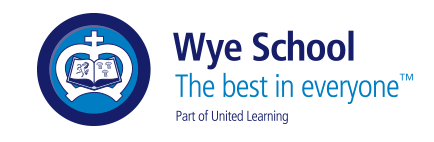 Wye School
The best in everyone™
Part of United Learning